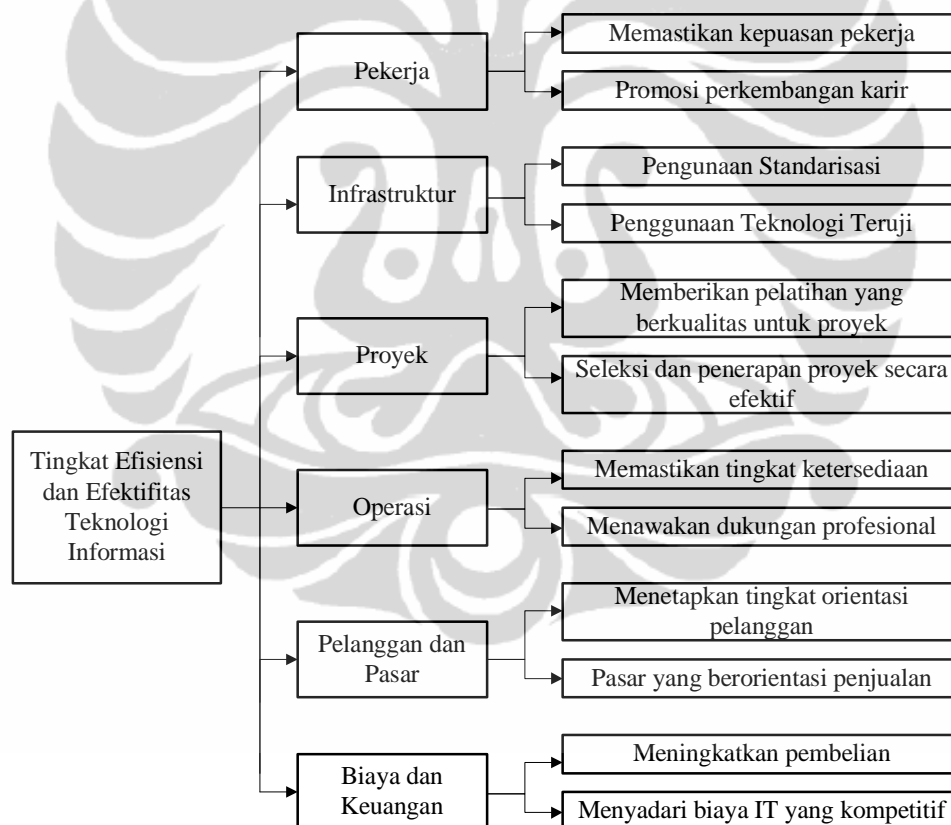 Memastikan kepuasan pekerja
Pekerja
Promosi perkembangan karir
Pengunaan Standarisasi
Infrastruktur
Penggunaan Teknologi Teruji
Memberikan pelatihan yang
berkualitas untuk proyek
Proyek
Seleksi dan penerapan proyek secara
efektif
Tingkat Efisiensi
dan Efektifitas
Teknologi
Informasi
Memastikan tingkat ketersediaan
Operasi
Menawakan dukungan profesional
Menetapkan tingkat orientasi
pelanggan
Pelanggan dan
Pasar
Pasar yang berorientasi penjualan
Meningkatkan pembelian
Biaya dan
Keuangan
Menyadari biaya IT yang kompetitif